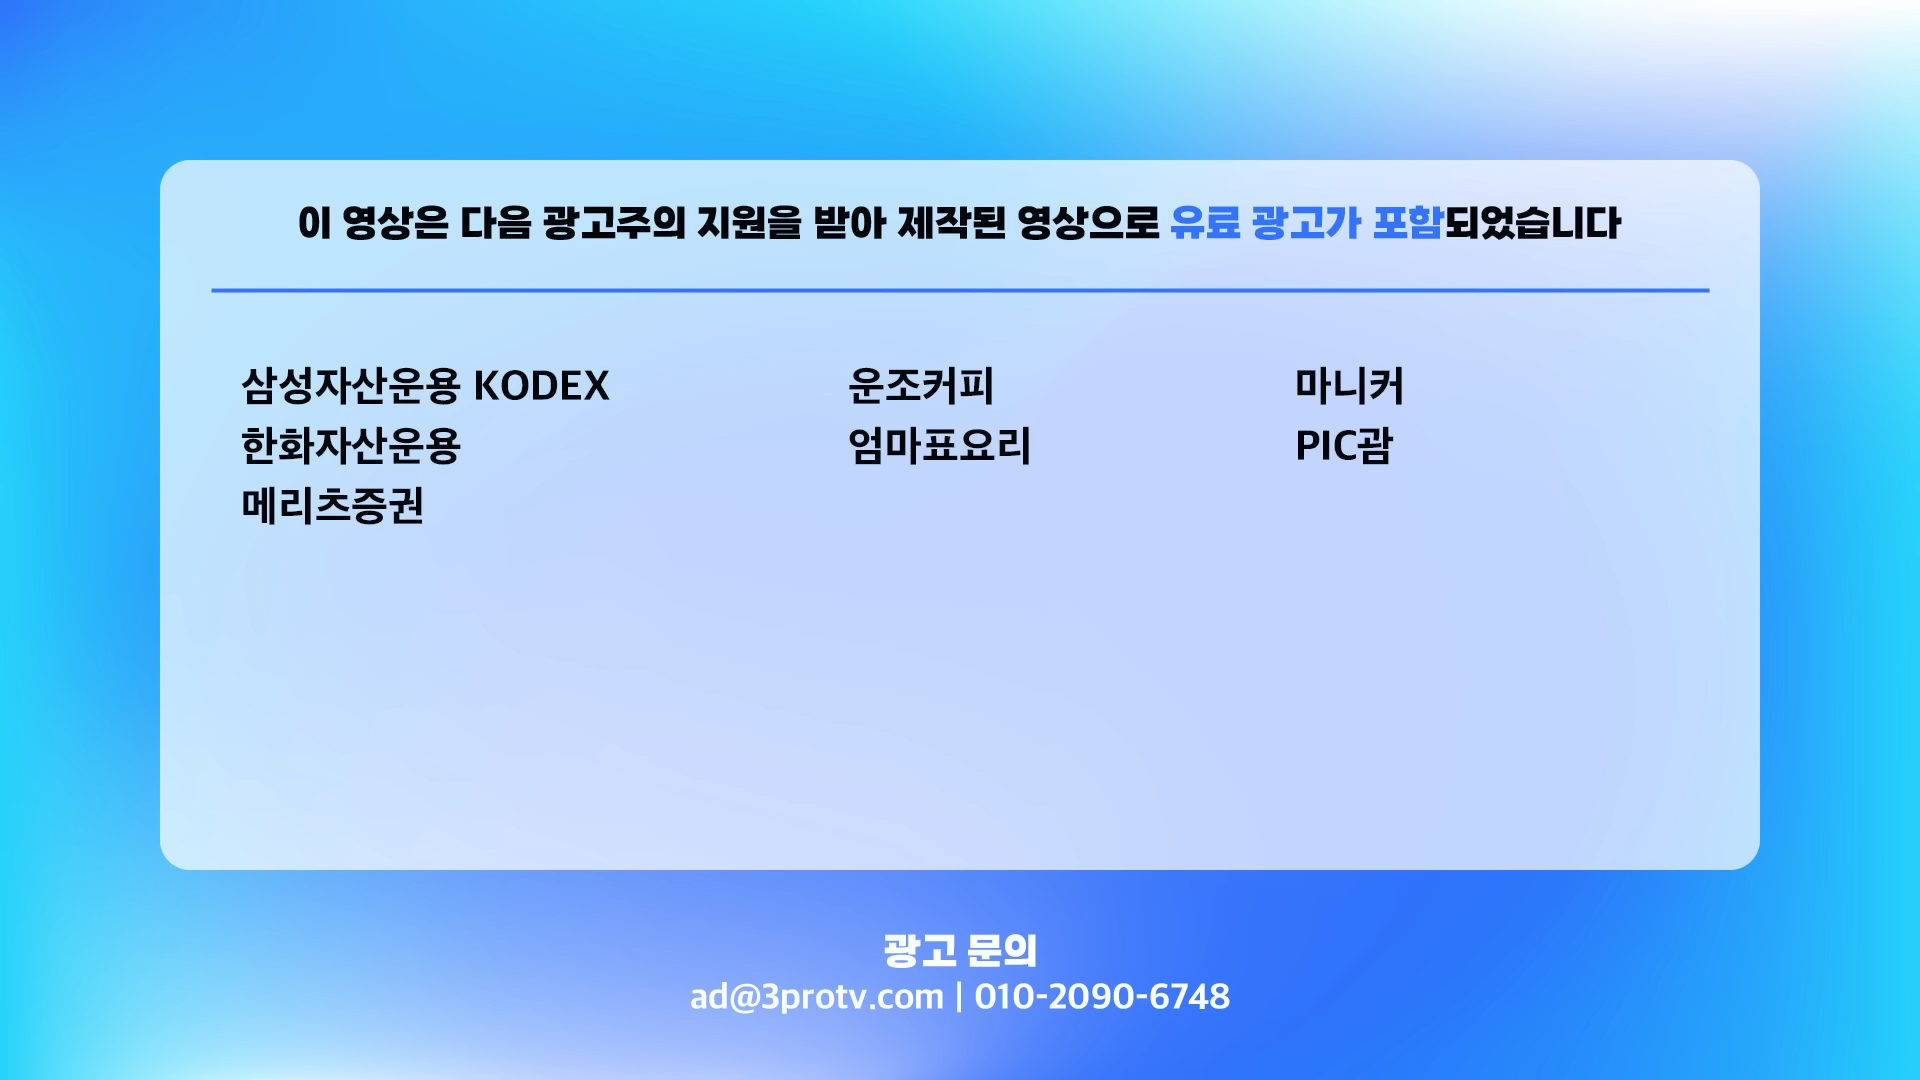 이 영상은 다음 광고주의 지원을 받아 제작된 영상으로 유료 광고가 포함되었습니다
삼성자산운용 KODEX
한화자산운용
메리츠증권
운조커피
엄마표요리
마니커
PIC괌
광고 문의
ad@3protv.com | 010-2090-6748